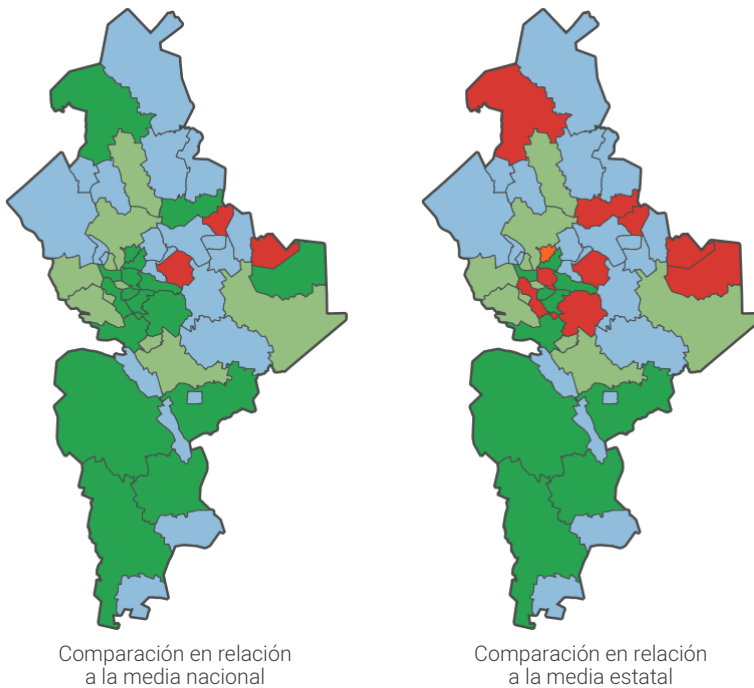 Comparación en relación
a la media nacional
Comparación en relación
a la media estatal